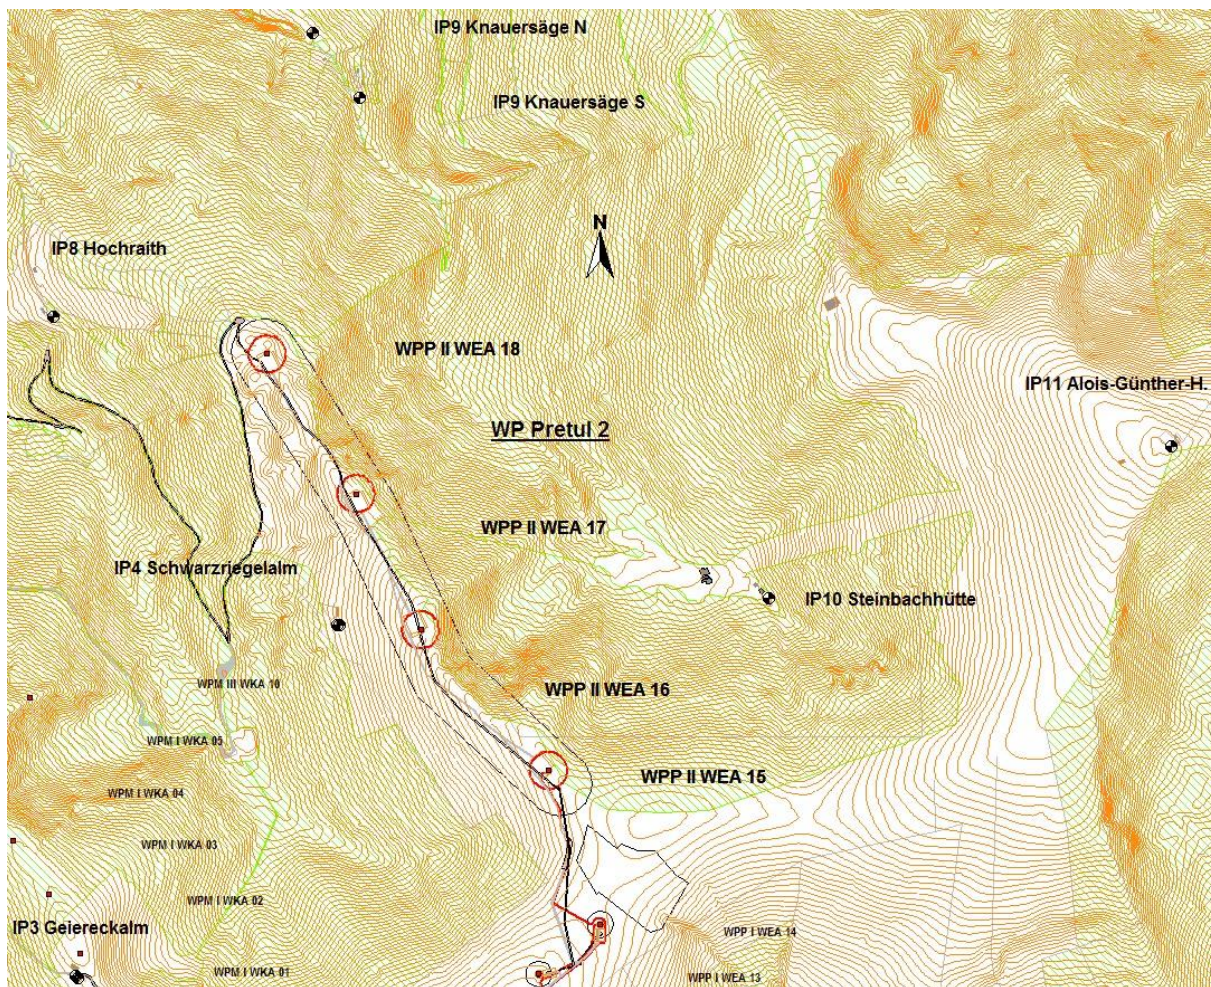 IP9 Knauersäge N
IP9 Knauersäge S
N
IP8 Hochraith
WPP II WEA 18
IP11 Alois-Günther-H.
WP Pretul 2
WPP II WEA 17
IP4 Schwarzriegelalm
IP10 Steinbachhütte
WPM III WKA 10
WPP II WEA 16
WPM I WKA 05
WPP II WEA 15
WPM I WKA 04
WPM I WKA 03
WPM I WKA 02
IP3 Geiereckalm
WPP I WEA 14
WPM I WKA 01
WPP I WEA 13